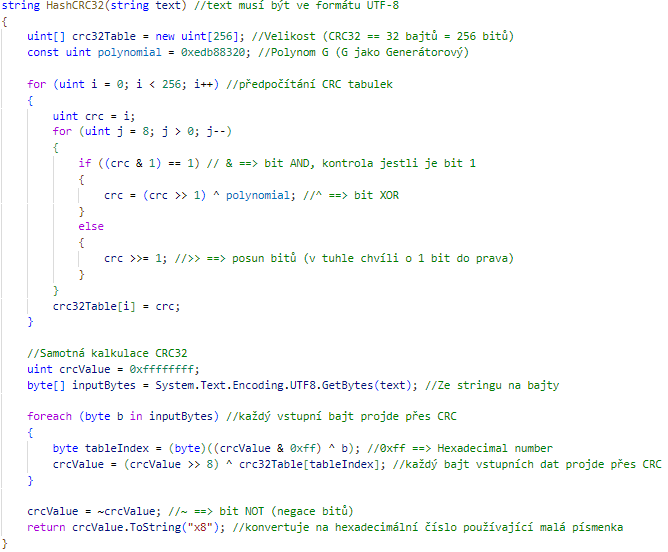 string HashCRC32(string text) //text musí být ve formátu UTF-8
{
uint[] crc32Table = new uint[256]; //Velikost (CRC32 == 32 bajtů = 256 bitů)
const uint polynomial = 0xedb88320; //Polynom G (G jako Generátorový)
for (uint i = 0; i < 256; i++) //předpočítání CRC tabulek
{
uint crc = i;
for (uint j = 8; j > 0; j--)
{
if ((crc & 1) == 1) // & ==> bit AND, kontrola jestli je bit 1
{
crc = (crc >> 1) ^ polynomial; //^ ==> bit XOR
}
else
{
crc >>= 1; //>> ==> posun bitů (v tuhle chvíli o 1 bit do prava)
}
}
crc32Table[i] = crc;
}
//Samotná kalkulace CRC32
uint crcValue = 0xffffffff;
byte[] inputBytes = System.Text.Encoding.UTF8.GetBytes(text); //Ze stringu na bajty
foreach (byte b in inputBytes) //každý vstupní bajt projde přes CRC
{
byte tableIndex = (byte)((crcValue & 0xff) ^ b); //0xff ==> Hexadecimal number
crcValue = (crcValue >> 8) ^ crc32Table[tableIndex]; //každý bajt vstupních dat projde přes CRC
}
crcValue = ~crcValue; //~ ==> bit NOT (negace bitů)
return crcValue.ToString("x8"); //konvertuje na hexadecimální číslo používající malá písmenka
}